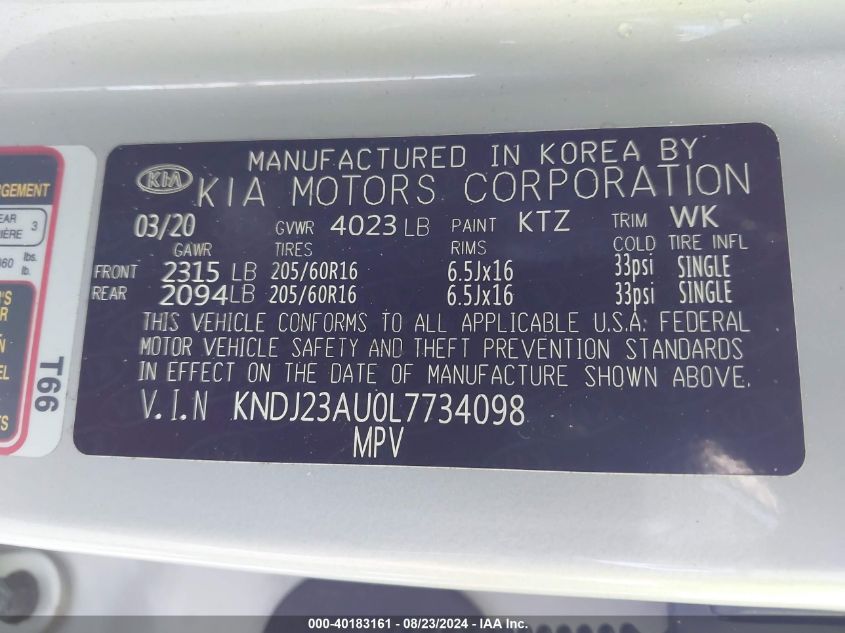 MANUFACTURED IN KOREA BY
KIA KIA MOTORS CORPORATION
03/20 GVWR 4023 LB PAINT KTZ TRIM WK
GAWR TIRES RIMS COLD TIRE INFL
FRONT 2315 LB 205/60R16 6.5Jx16 33psi SINGLE
REAR 2094 LB 205/60R16 6.5Jx16 33psi SINGLE
THIS VEHICLE CONFORMS TO ALL APPLICABLE U.S.A. FEDERAL
MOTOR VEHICLE SAFETY AND THEFT PREVENTION STANDARDS
IN EFFECT ON THE DATE OF MANUFACTURE SHOWN ABOVE.
V.I.N KNDJ23AU0L7734098
MPV
3
lbs.
lb.
T66
000-40183161 - 08/23/2024 - IAA Inc.